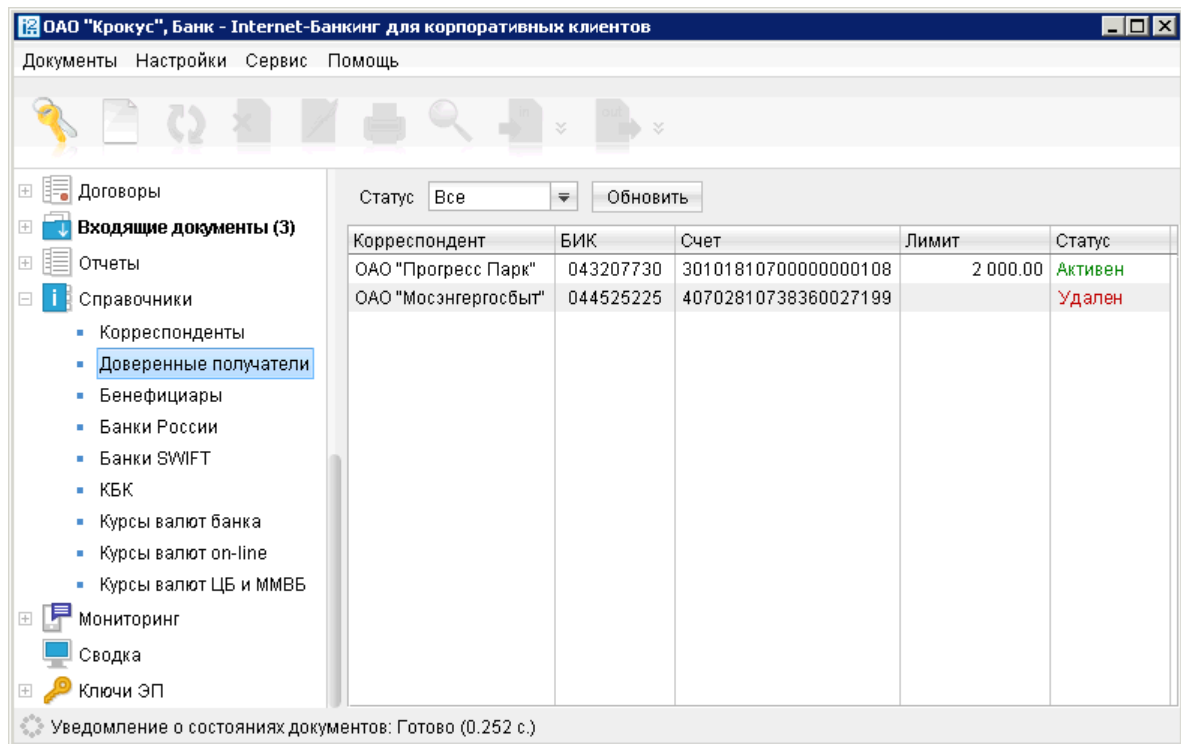 ОАО "Крокус", Банк - Internet-Банкинг для корпоративных клиентов
Документы Настройки Сервис Помощь
in out
Договоры
Входящие документы (3)
Отчеты
Справочники
Корреспонденты
Доверенные получатели
Бенефициары
Банки России
Банки SWIFT
КБК
Курсы валют банка
Курсы валют on-line
Курсы валют ЦБ и ММВБ
Мониторинг
Сводка
Ключи ЭП
Статус Все Обновить
Корреспондент БИК Счет Лимит Статус
ОАО "Прогресс Парк" 043207730 30101810700000000108 2 000.00 Активен
ОАО "Мосэнгергосбыт" 044525225 40702810738360027199 Удален
Уведомление о состояниях документов: Готово (0.252 с.)